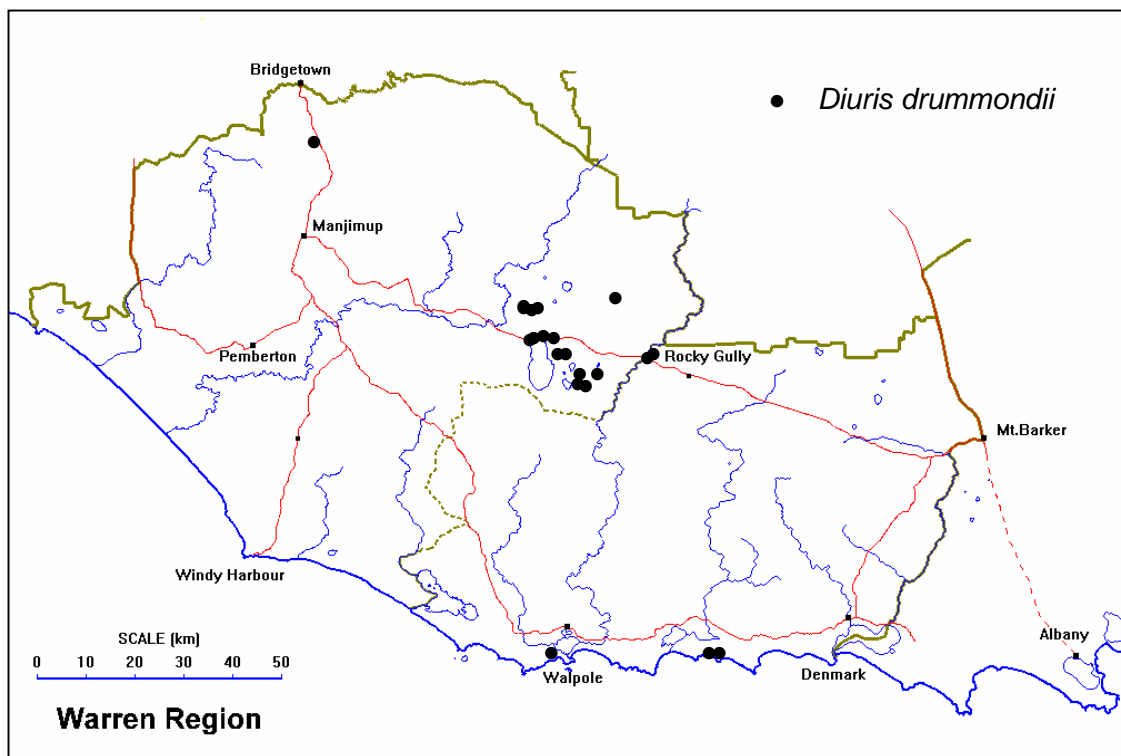 Bridgetown
Diuris drummondii
Manjimup
Pemberton
Rocky Gully
Mt.Barker
Windy Harbour
SCALE (km)
0 10 20 30 40 50
Walpole
Denmark
Albany
Warren Region